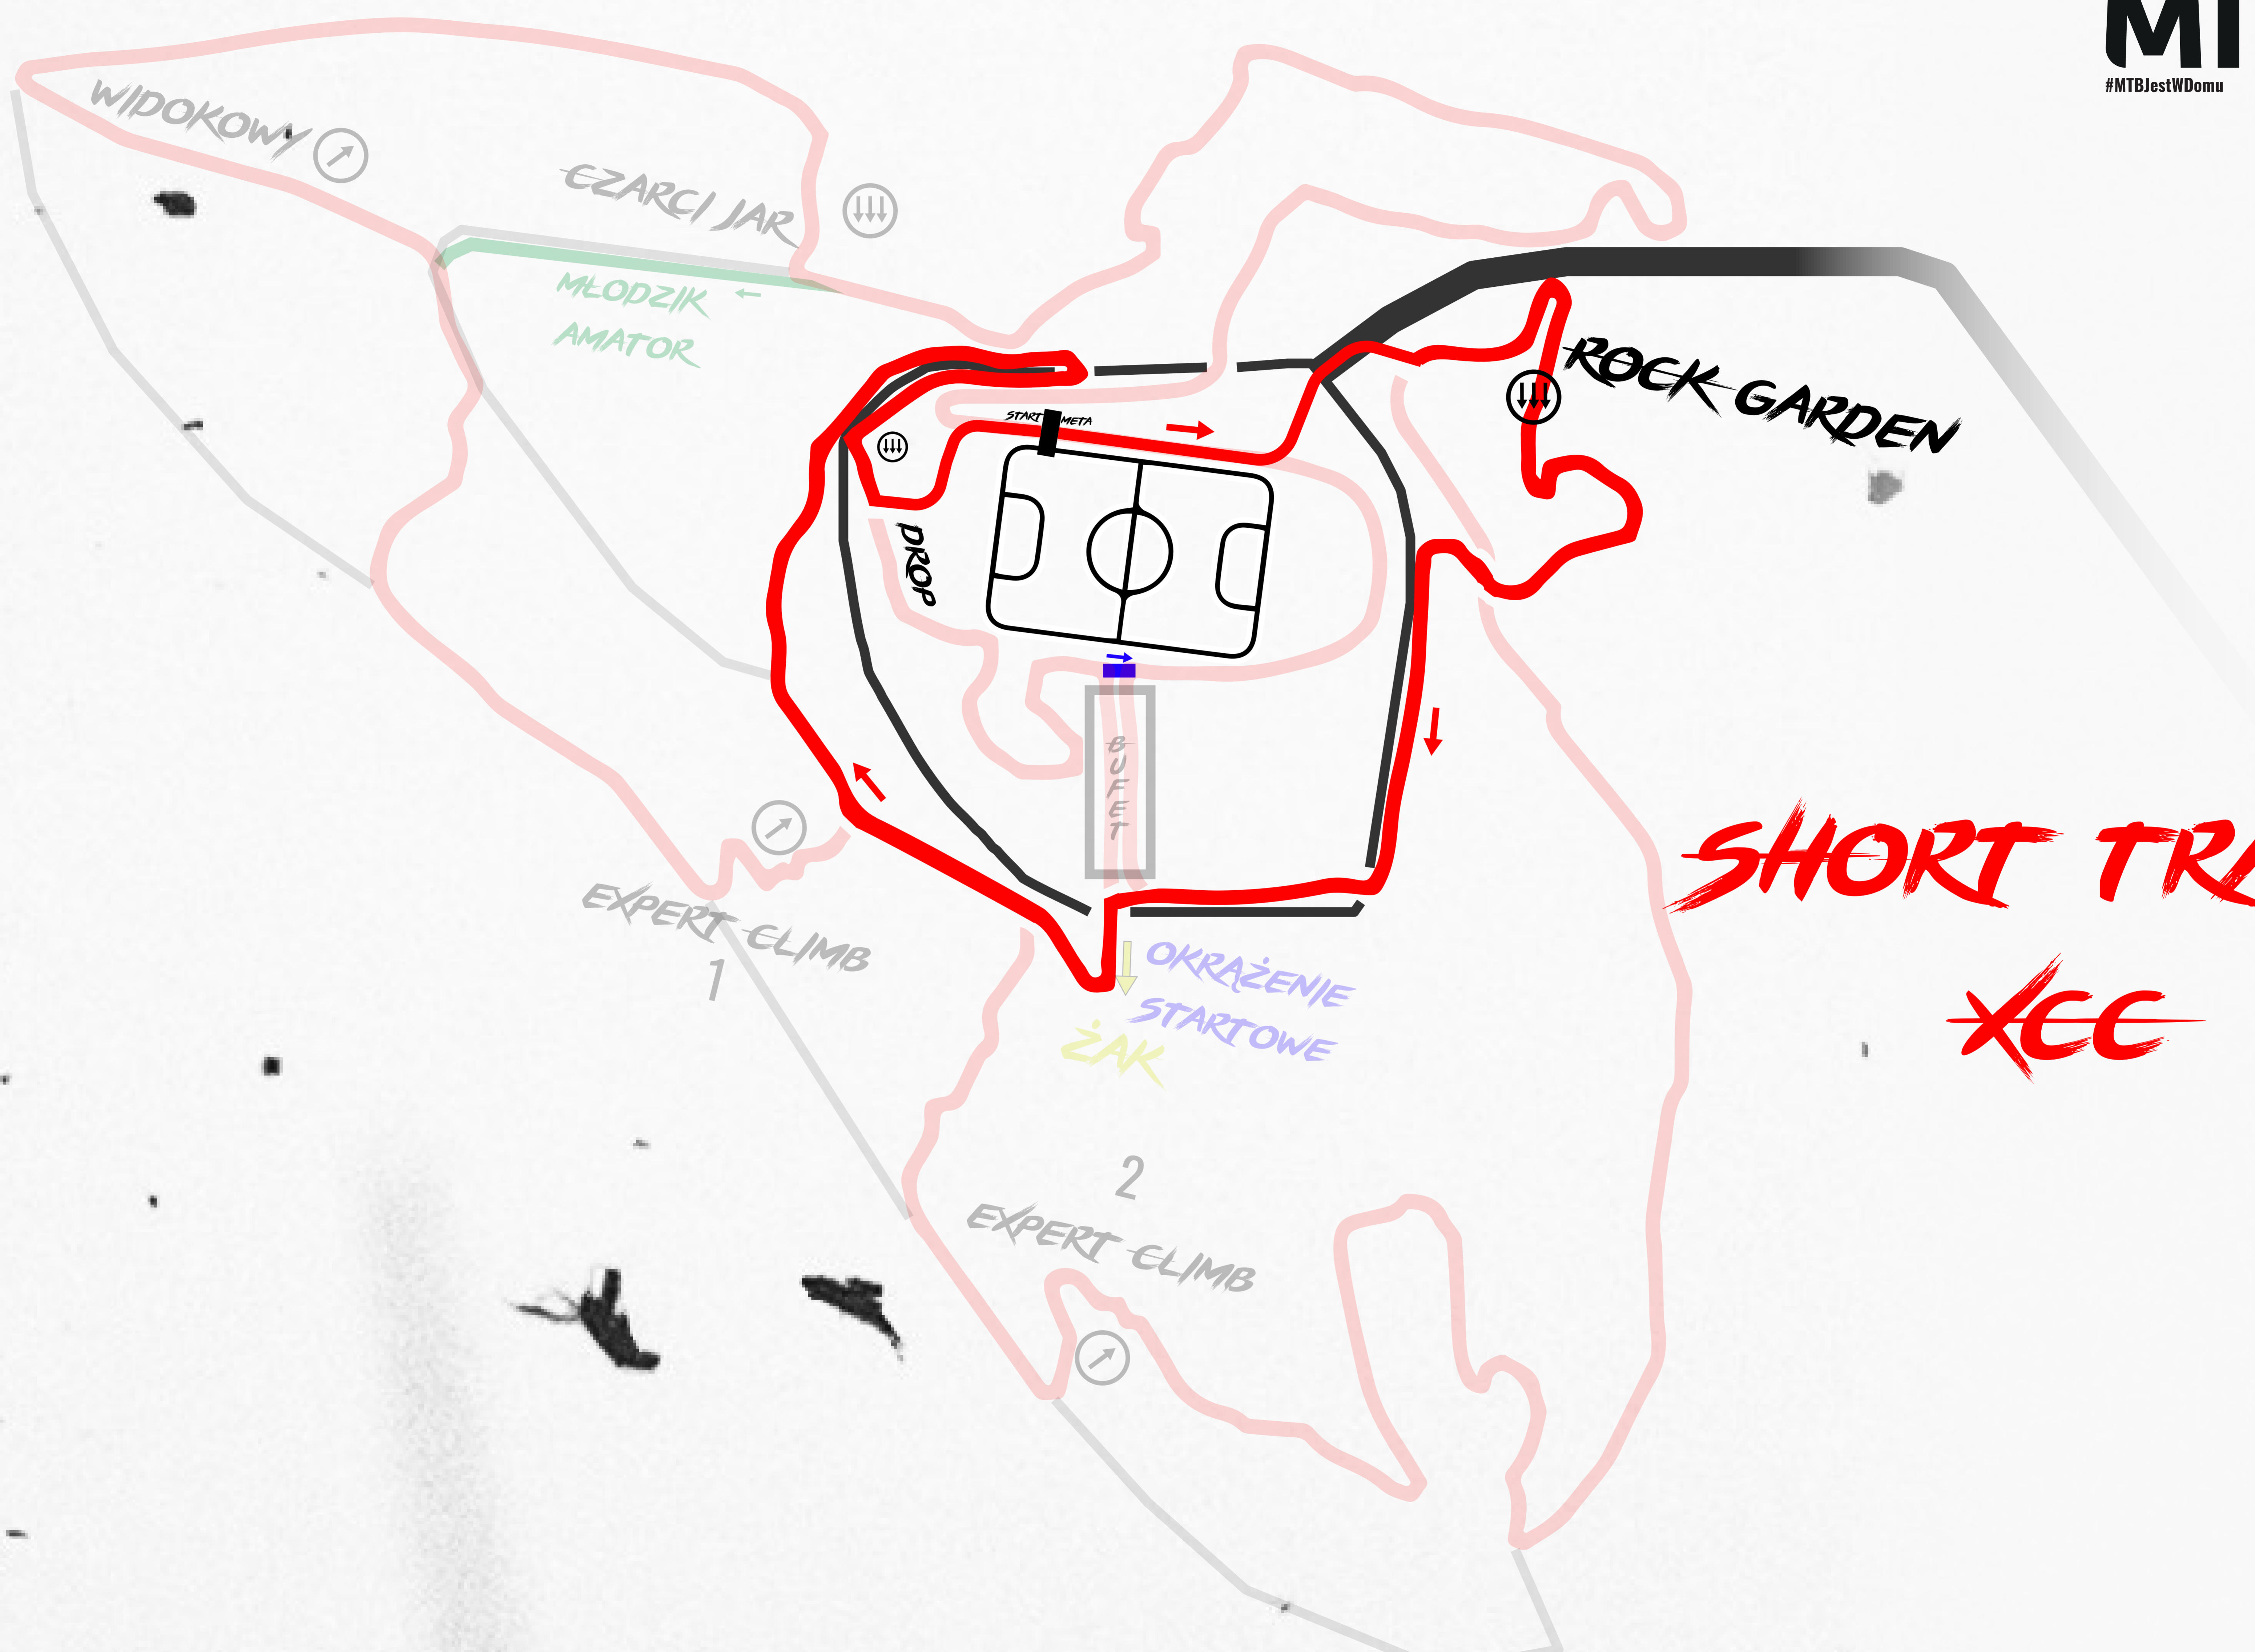 MT
#MTBJestWDomu
WIDOKOWY
CZARCI JAR
MŁODZIK
AMATOR
ROCK GARDEN
START META
DROP
BUFET
SHORT
XCC
EXPERT CLIMB
1
OKRĄŻENIE
STARTOWE
ŻAK
2
EXPERT CLIMB